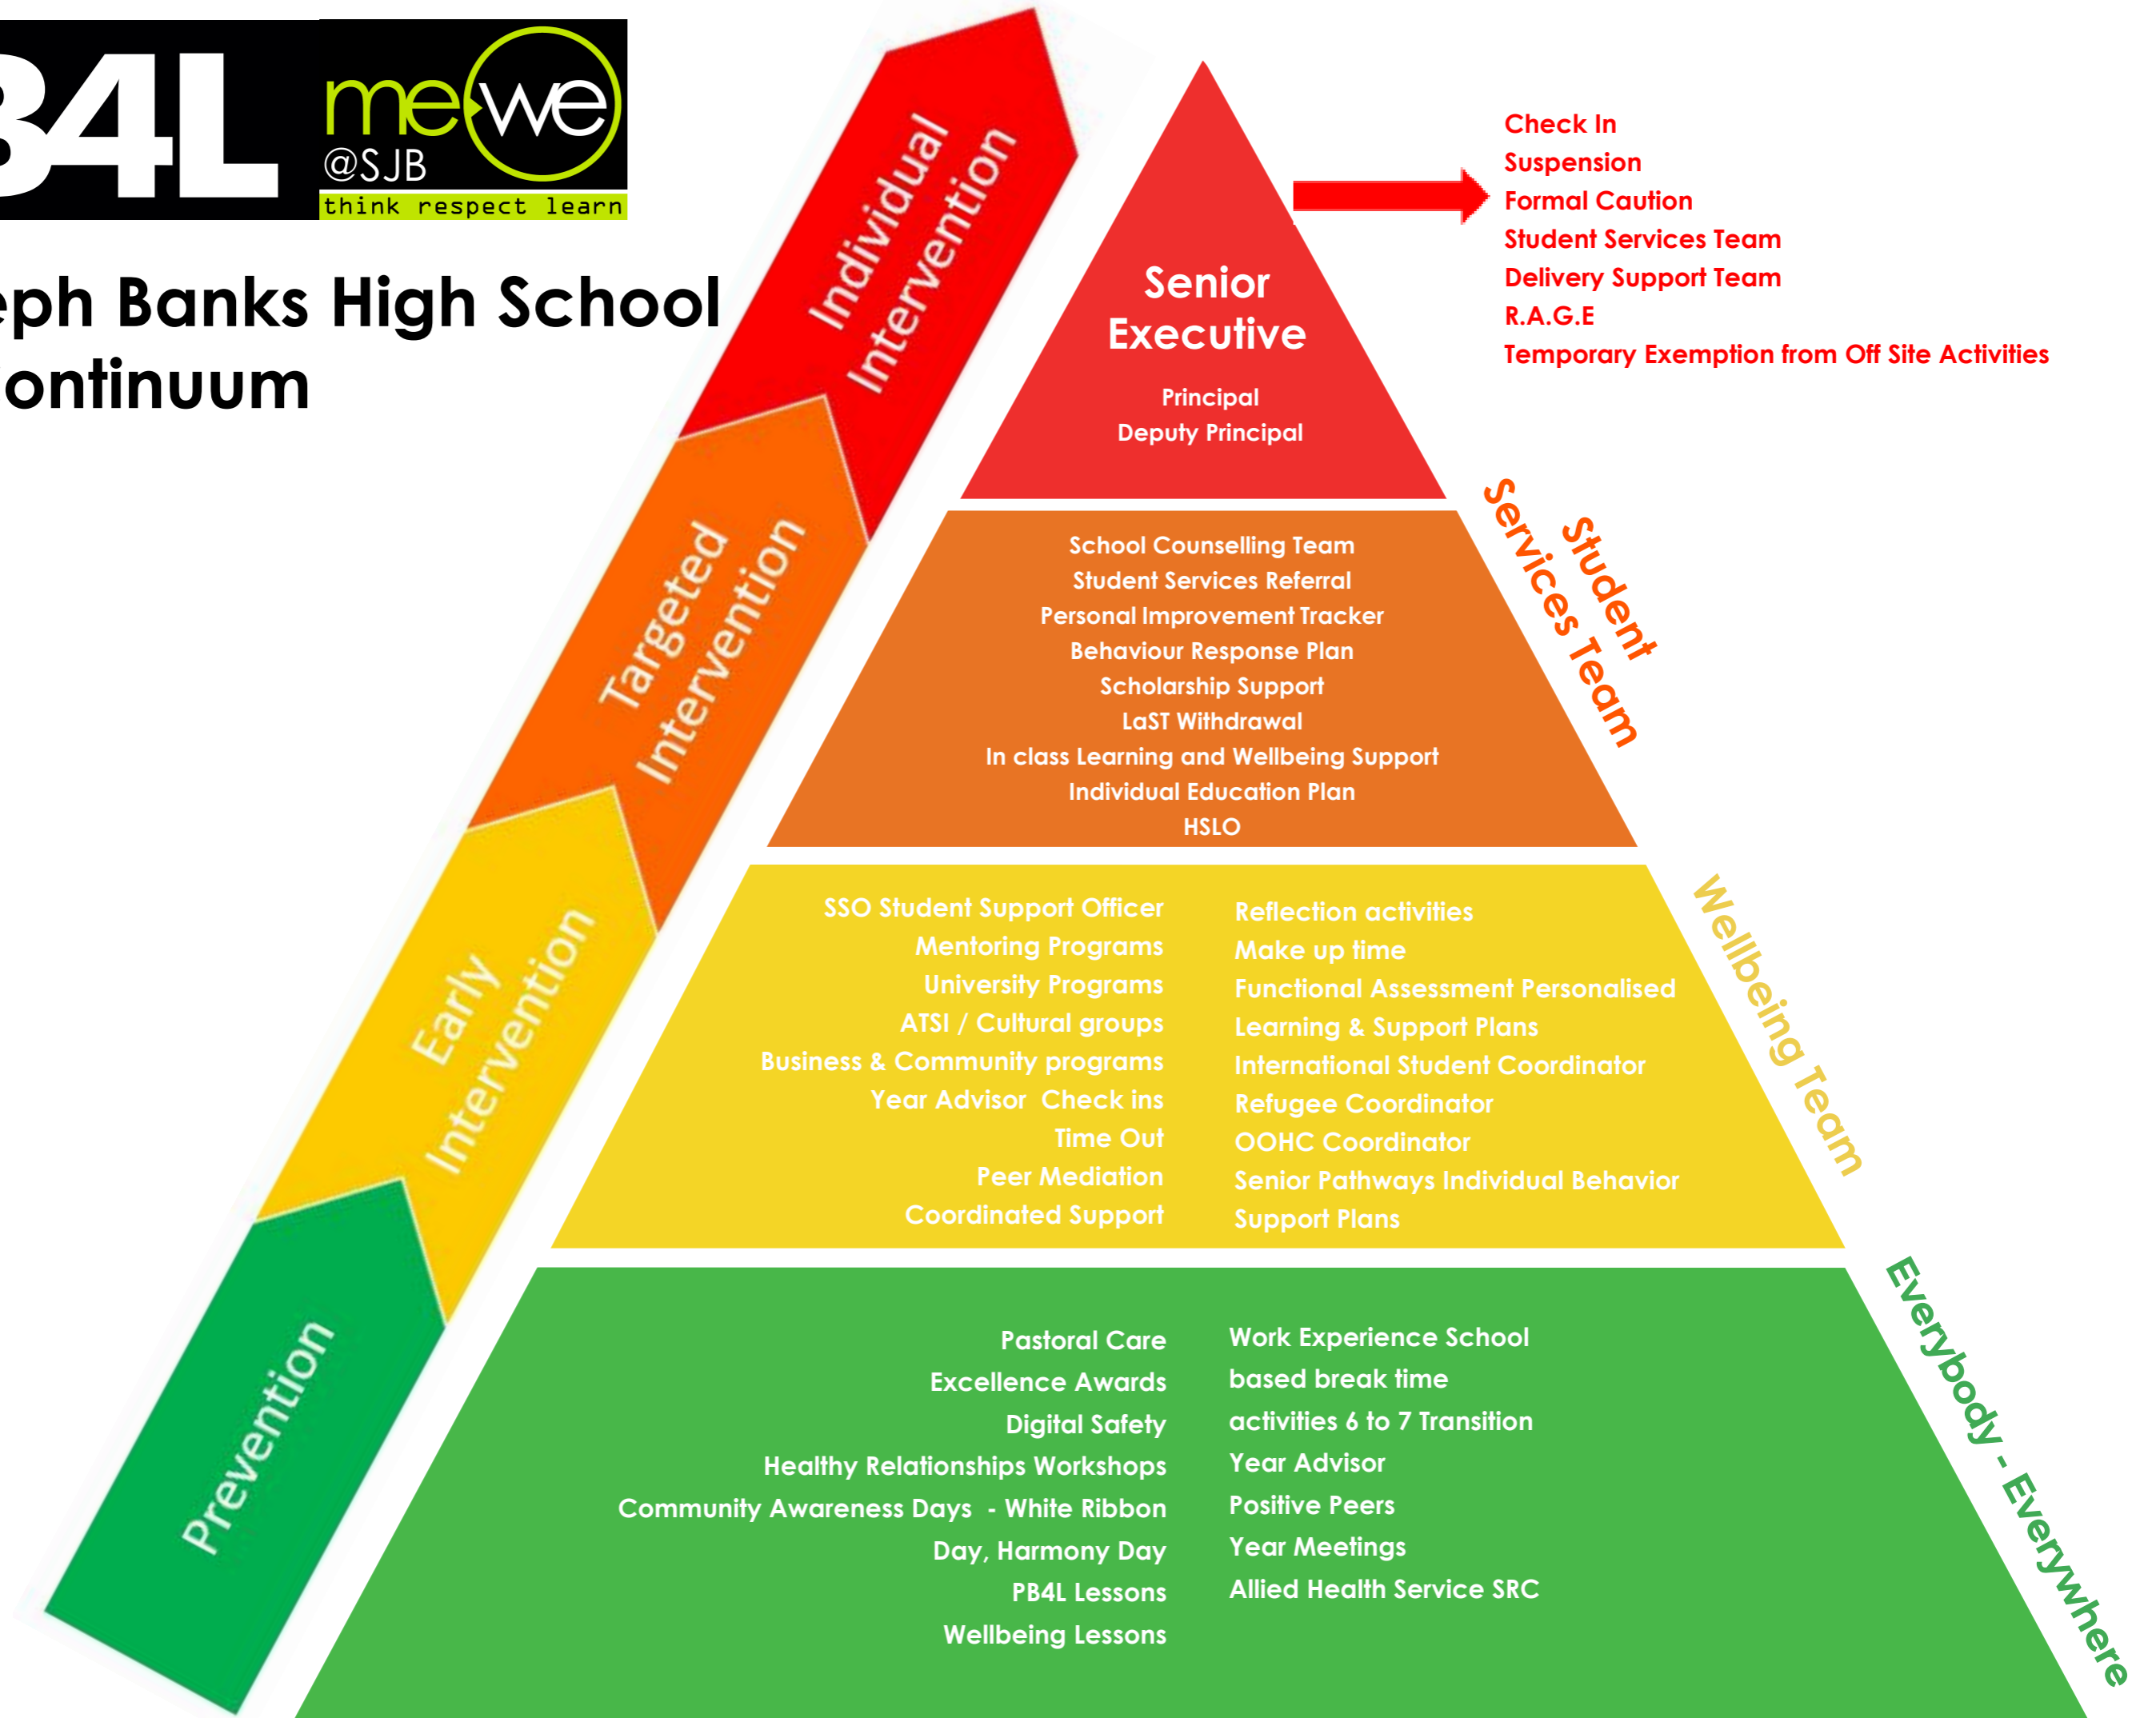 B4L
me we
@SJB
think respect learn
eph Banks High School
ontinuum
Individual
Intervention
Targeted
Intervention
Early
Intervention
Prevention
Senior
Executive
Principal
Deputy Principal
Check In
Suspension
Formal Caution
Student Services Team
Delivery Support Team
R.A.G.E
Temporary Exemption from Off Site Activities
School Counselling Team
Student Services Referral
Personal Improvement Tracker
Behaviour Response Plan
Scholarship Support
LaST Withdrawal
In class Learning and Wellbeing Support
Individual Education Plan
HSLO
Student
Services Team
SSO Student Support Officer
Mentoring Programs
University Programs
ATSI / Cultural groups
Business & Community programs
Year Advisor Check ins
Time Out
Peer Mediation
Coordinated Support
Reflection activities
Make up time
Functional Assessment Personalised
Learning & Support Plans
International Student Coordinator
Refugee Coordinator
OOHC Coordinator
Senior Pathways Individual Behavior
Support Plans
Wellbeing Team
Pastoral Care
Excellence Awards
Digital Safety
Healthy Relationships Workshops
Community Awareness Days - White Ribbon
Day, Harmony Day
PB4L Lessons
Wellbeing Lessons
Work Experience School
based break time
activities 6 to 7 Transition
Year Advisor
Positive Peers
Year Meetings
Allied Health Service SRC
Everybody - Everywhere